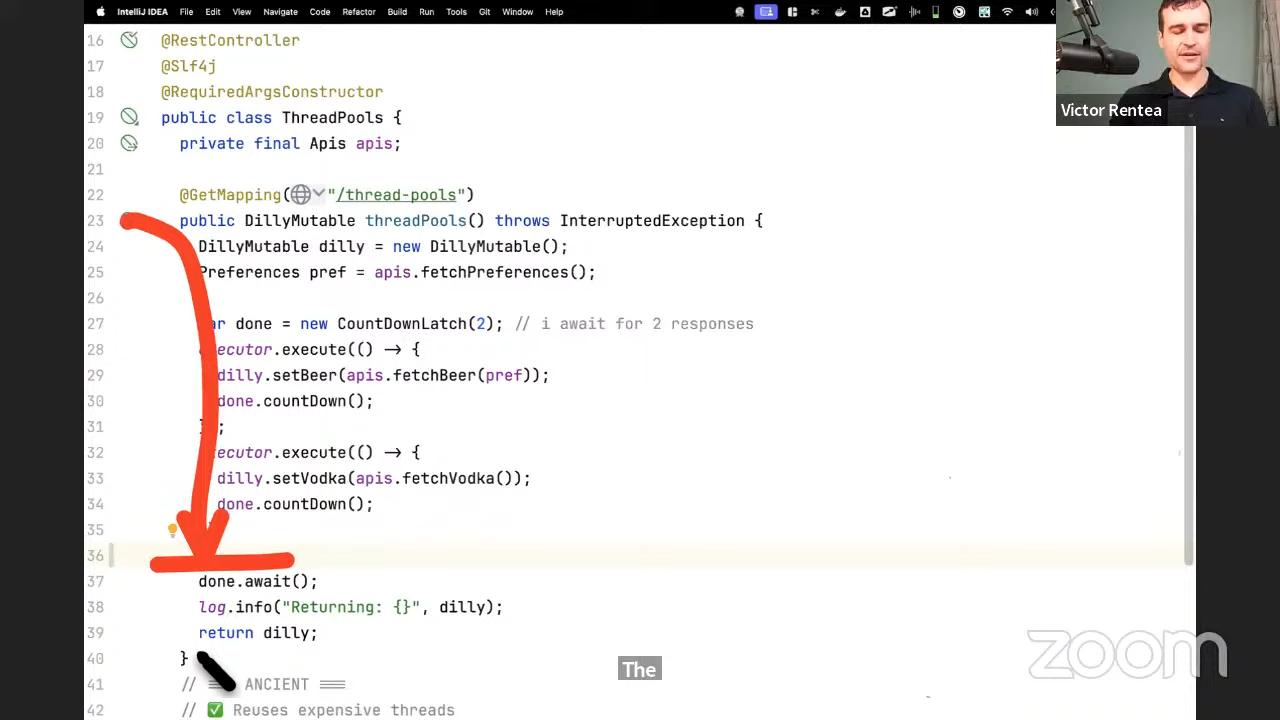 IntelliJ IDEA File Edit View Navigate Code Refactor Build Run Tools Git Window Help
16 @RestController
17 @Slf4j
18 @RequiredArgsConstructor
19 public class ThreadPools {
20 private final Apis apis;
21
22 @GetMapping("/thread-pools")
23 public DillyMutable threadPools() throws InterruptedException {
24 DillyMutable dilly = new DillyMutable();
25 Preferences pref = apis.fetchPreferences();
26
27 ar done = new CountDownLatch(2); // i await for 2 responses
28 ecutor.execute(() -> {
29 dilly.setBeer(apis.fetchBeer(pref));
30 done.countDown();
31 ;
32 ecutor.execute(() -> {
33 dilly.setVodka(apis.fetchVodka());
34 done.countDown();
35
36
37 done.await();
38 log.info("Returning: {}", dilly);
39 return dilly;
40 }
41 // ANCIENT ===
42 // ✅ Reuses expensive threads
Victor Rentea
The
zoom